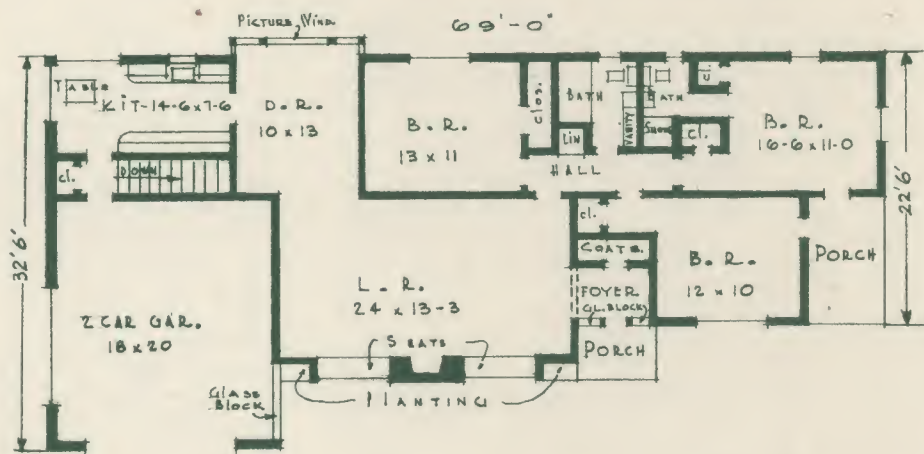 PICTURE WIND.
69'-0"
TABLE
KIT-14-6x7-6
D. R.
10 x 13
B. R.
13 x 11
CLOS.
BATH
LIN
VANITY
BATH
SHOW.
cl.
cl.
B. R.
16-6 x 11-0
cl.
DOWN
HALL
32'6"
22'6"
cl.
COATS.
B. R.
12 x 10
PORCH
L. R.
24 x 13-3
FOYER
GL. BLOCK
PORCH
2 CAR GAR.
18 x 20
SEATS
GLASS
BLOCK
PLANTING